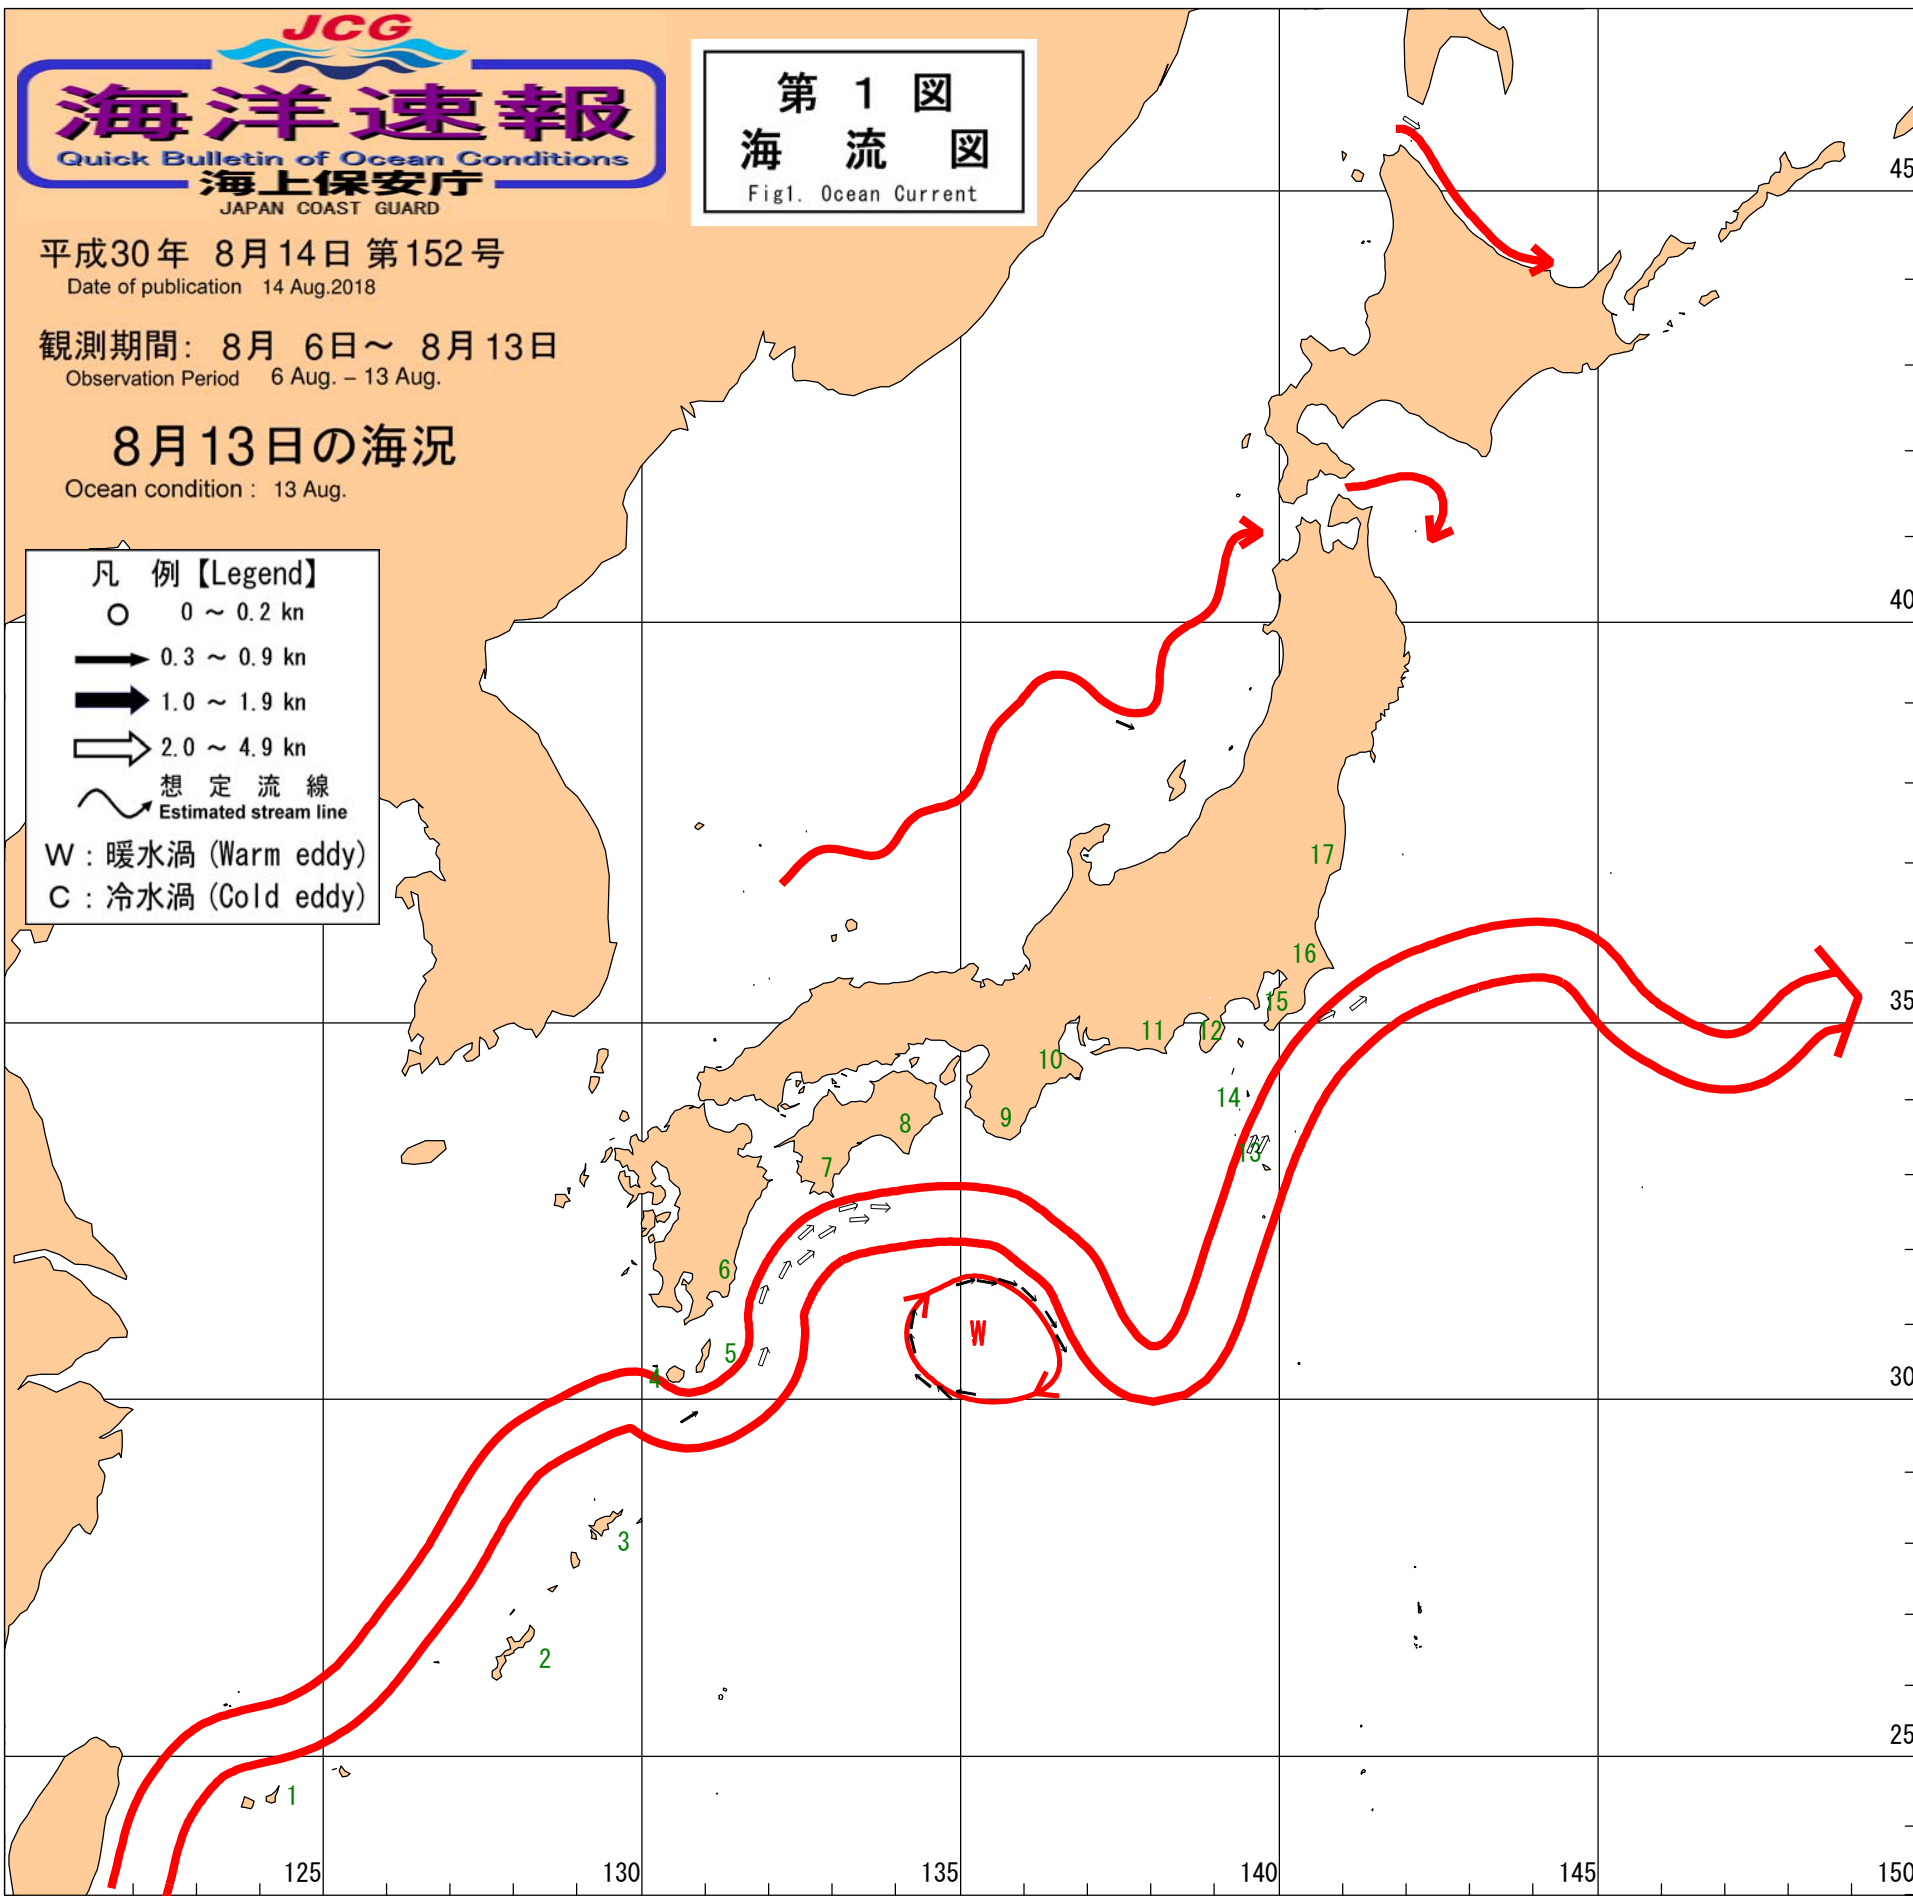 JCG
海洋速報
Quick Bulletin of Ocean Conditions
海上保安庁
JAPAN COAST GUARD
第 1 図
海 流 図
Fig1. Ocean Current
平成30年 8月14日 第152号
Date of publication 14 Aug.2018
観測期間: 8月 6日～ 8月13日
Observation Period 6 Aug. – 13 Aug.
8月13日の海況
Ocean condition : 13 Aug.
凡 例【Legend】
0 ～ 0.2 kn
0.3 ～ 0.9 kn
1.0 ～ 1.9 kn
2.0 ～ 4.9 kn
想 定 流 線
Estimated stream line
W : 暖水渦 (Warm eddy)
C : 冷水渦 (Cold eddy)
45
40
17
16
35
15
11
12
10
14
9
8
13
7
6
W
5
4
30
3
2
25
1
125
130
135
140
145
150